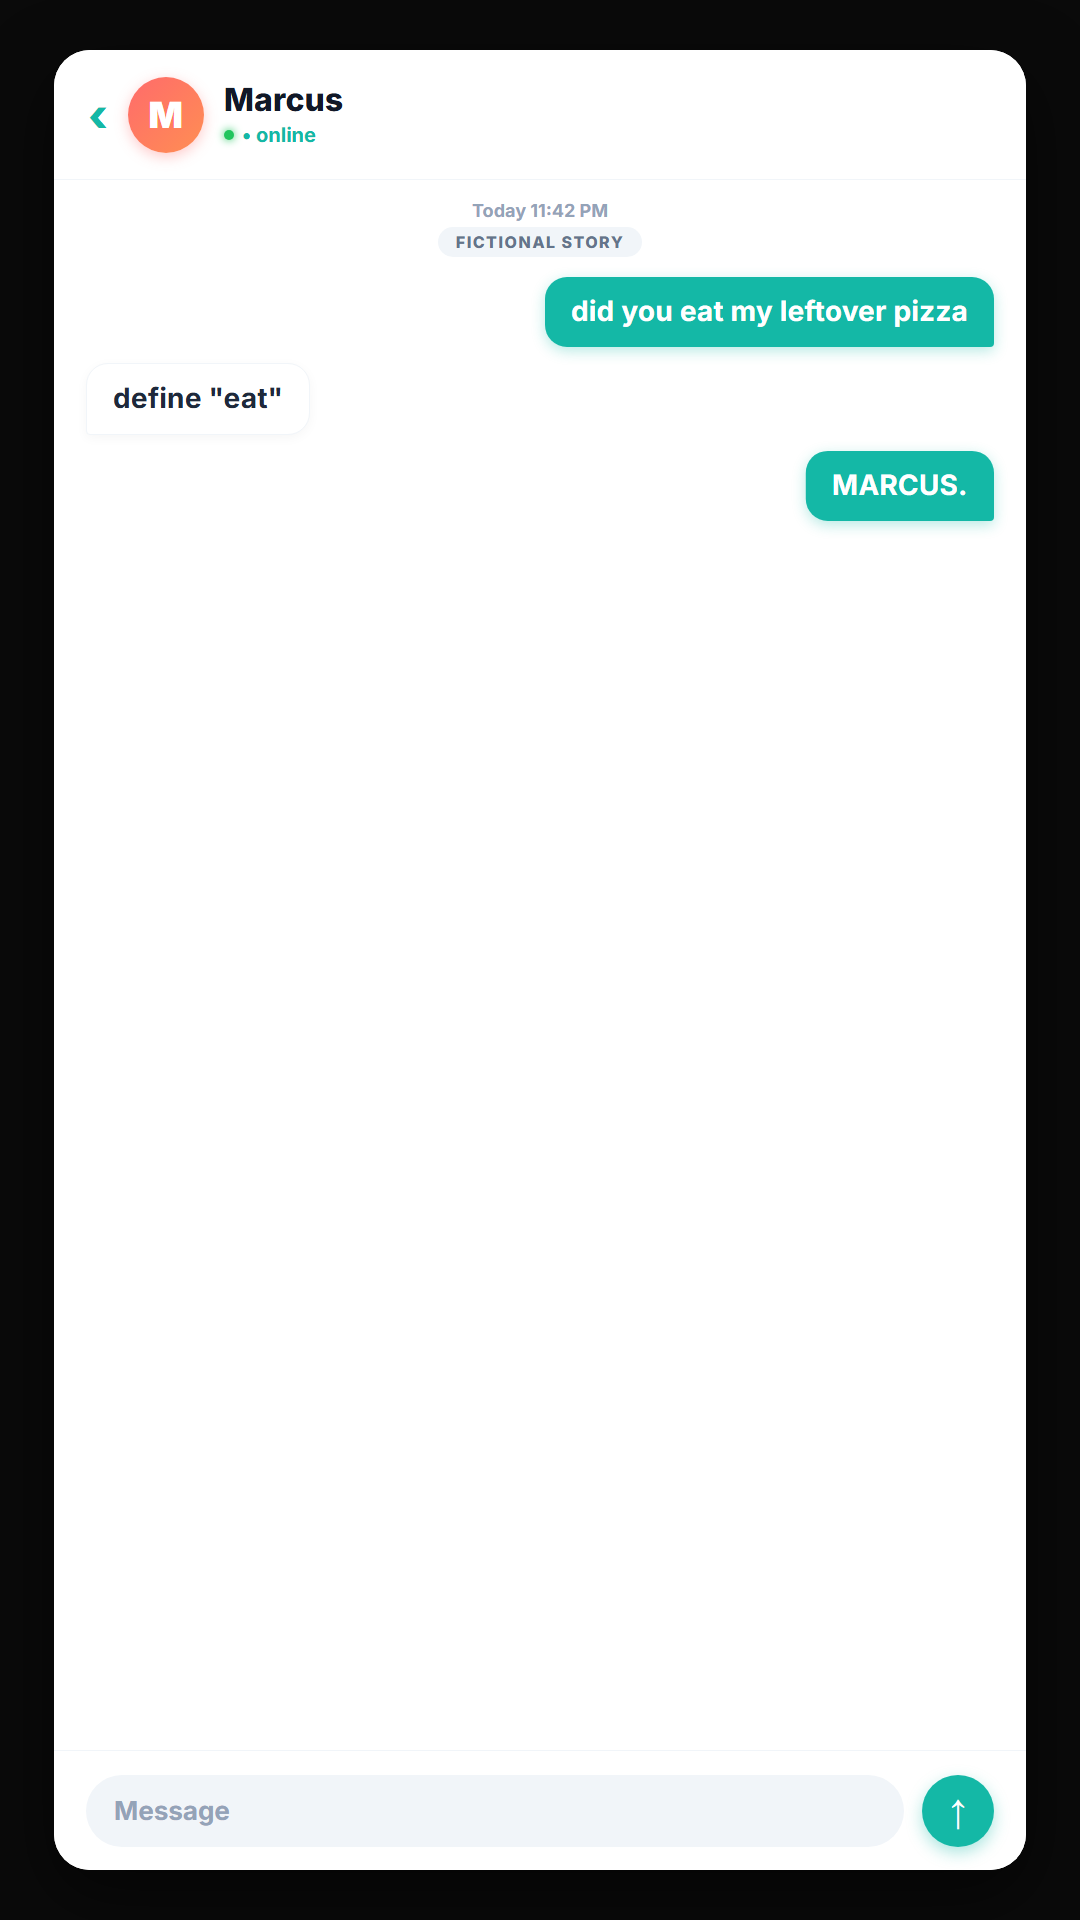 ‹
M
Marcus
• online
Today 11:42 PM
FICTIONAL STORY
did you eat my leftover pizza
define "eat"
MARCUS.
Message
↑